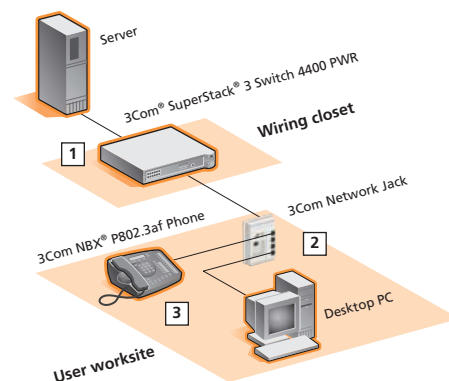 Server
3Com® SuperStack® 3 Switch 4400 PWR
Wiring closet
1
3Com Network Jack
3Com NBX® P802.3af Phone
2
3
Desktop PC
User worksite